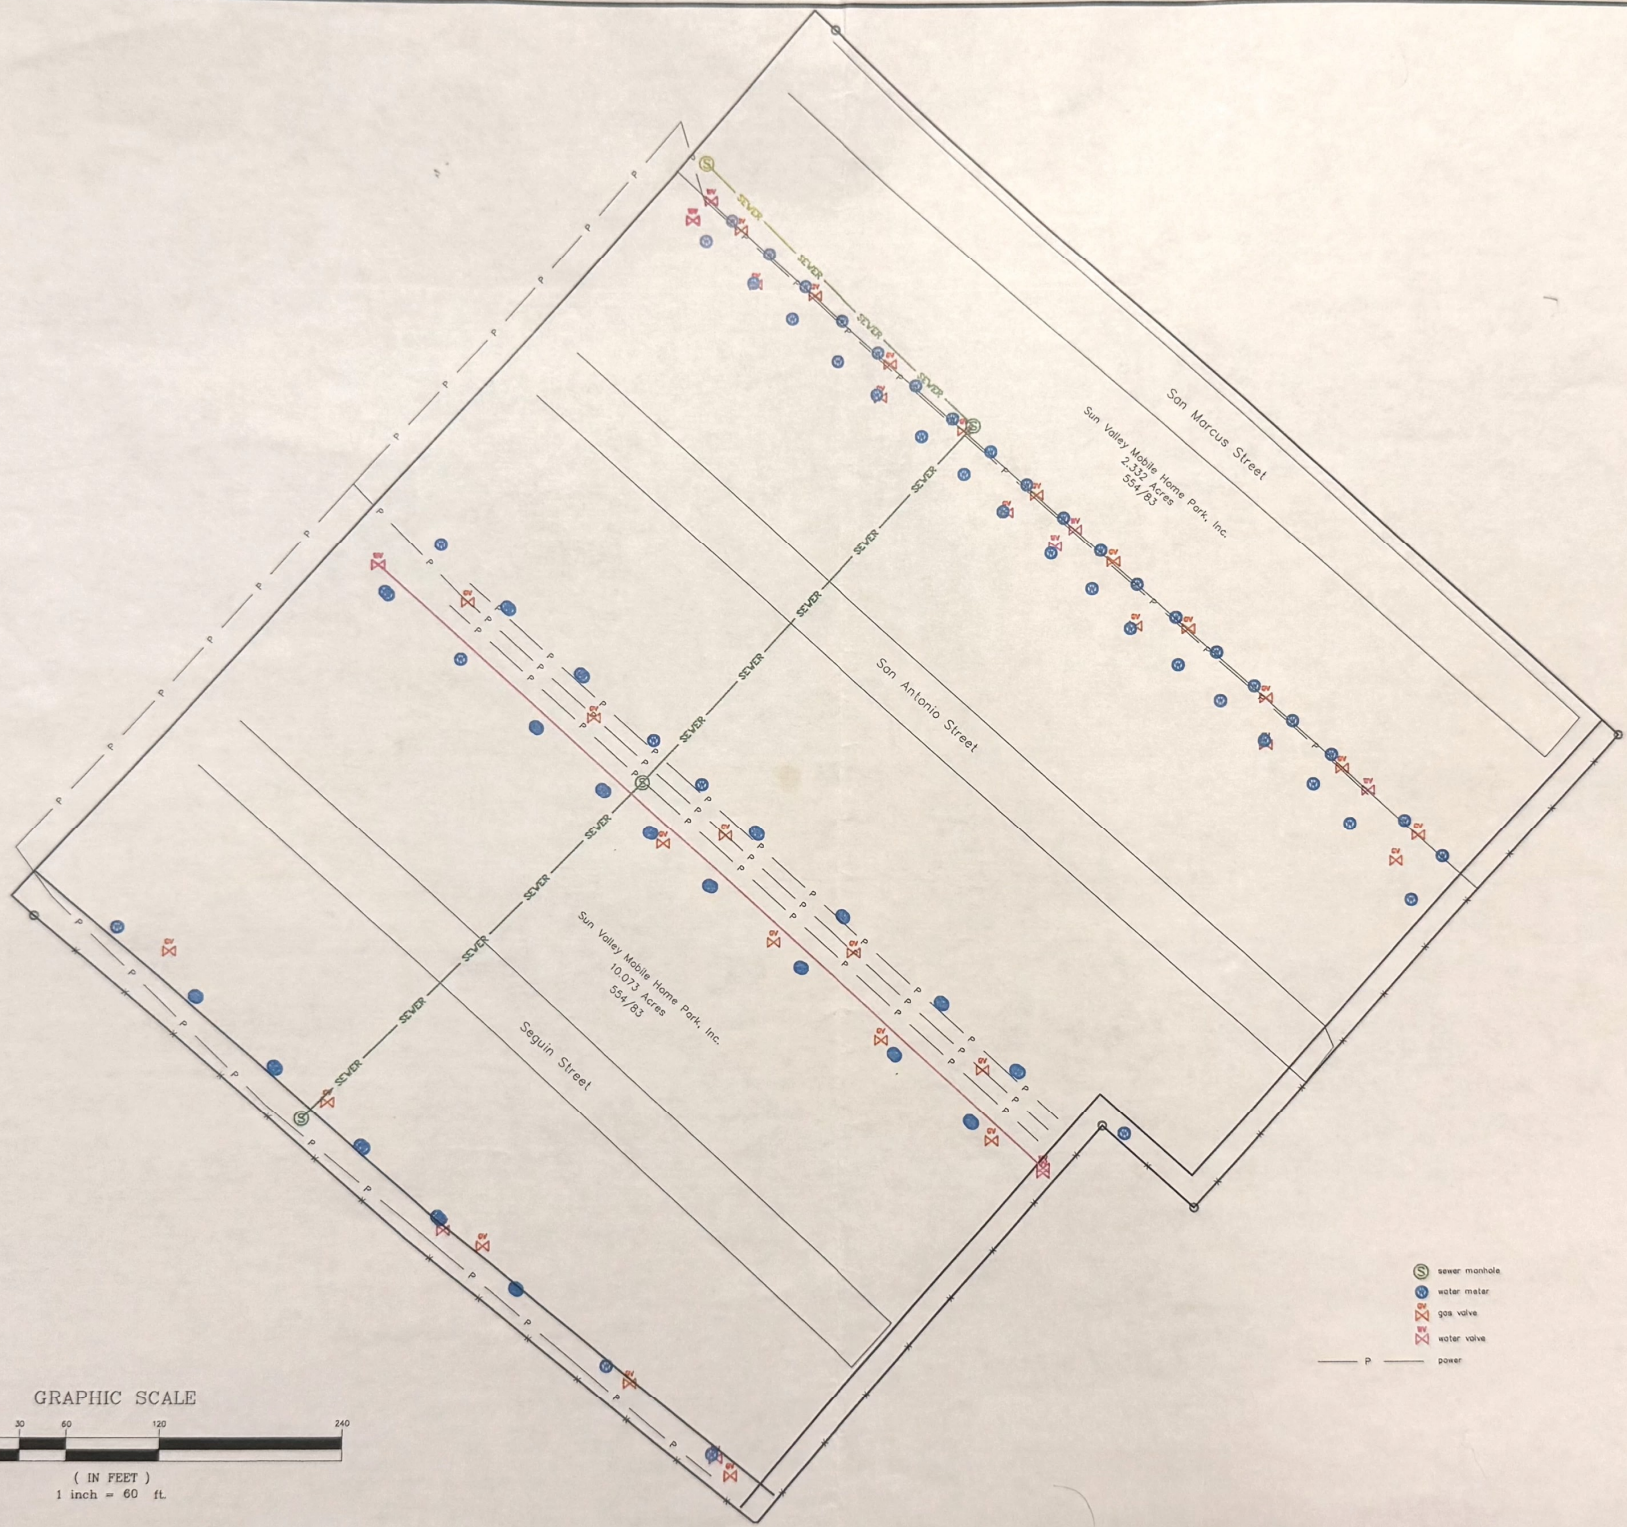 San Marcus Street
Sun Valley Mobile Home Park, Inc.
2.332 Acres
554/83
San Antonio Street
Sun Valley Mobile Home Park, Inc.
10.073 Acres
554/83
Seguin Street
SEWER
SEWER
SEWER
SEWER
SEWER
SEWER
SEWER
SEWER
SEWER
SEWER
SEWER
SEWER
SEWER
SEWER
S sewer manhole
W water meter
GV gas valve
WV water valve
P power
GRAPHIC SCALE
30 60 120 240
( IN FEET )
1 inch = 60 ft.